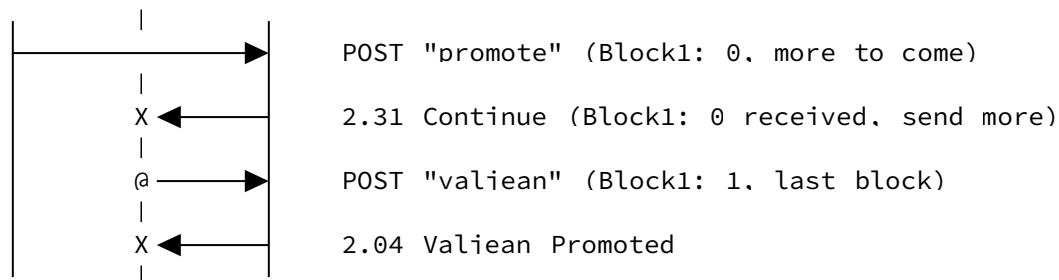 POST "promote" (Block1: 0, more to come)
X 2.31 Continue (Block1: 0 received, send more)
@ POST "valjean" (Block1: 1, last block)
X 2.04 Valjean Promoted